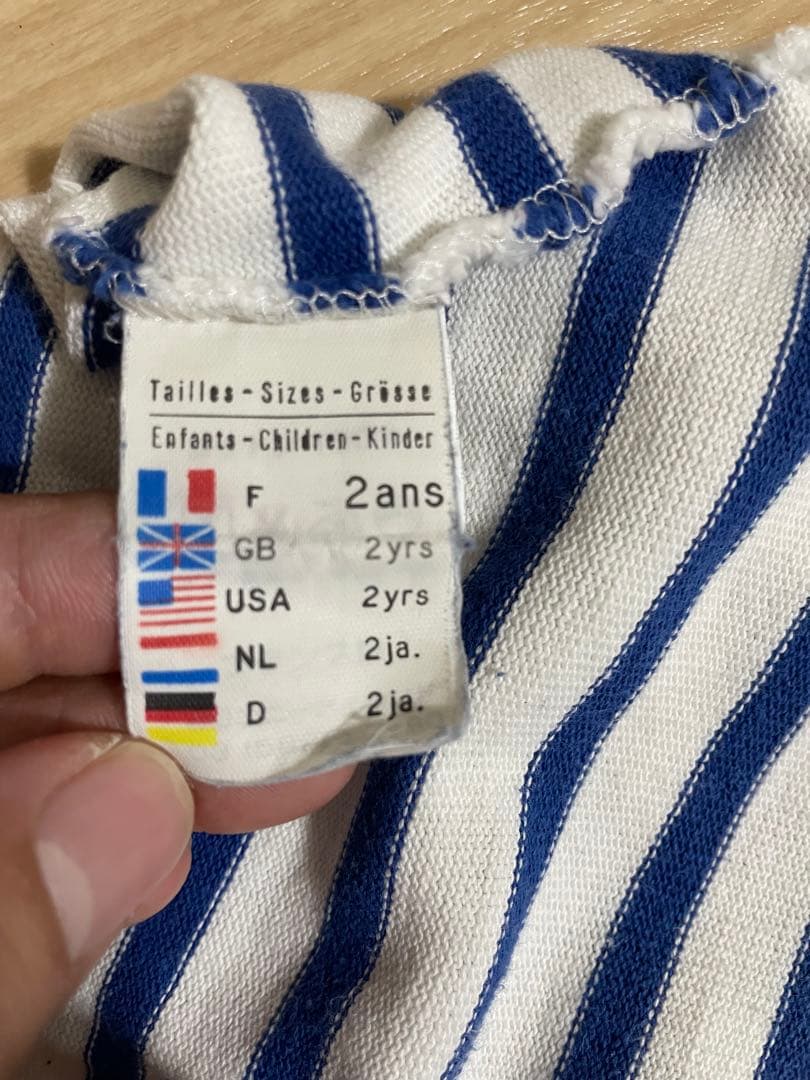 Tailles-Sizes-Grösse
Enfants-Children-Kinder
F 2ans
GB 2yrs
USA 2yrs
NL 2ja.
D 2ja.